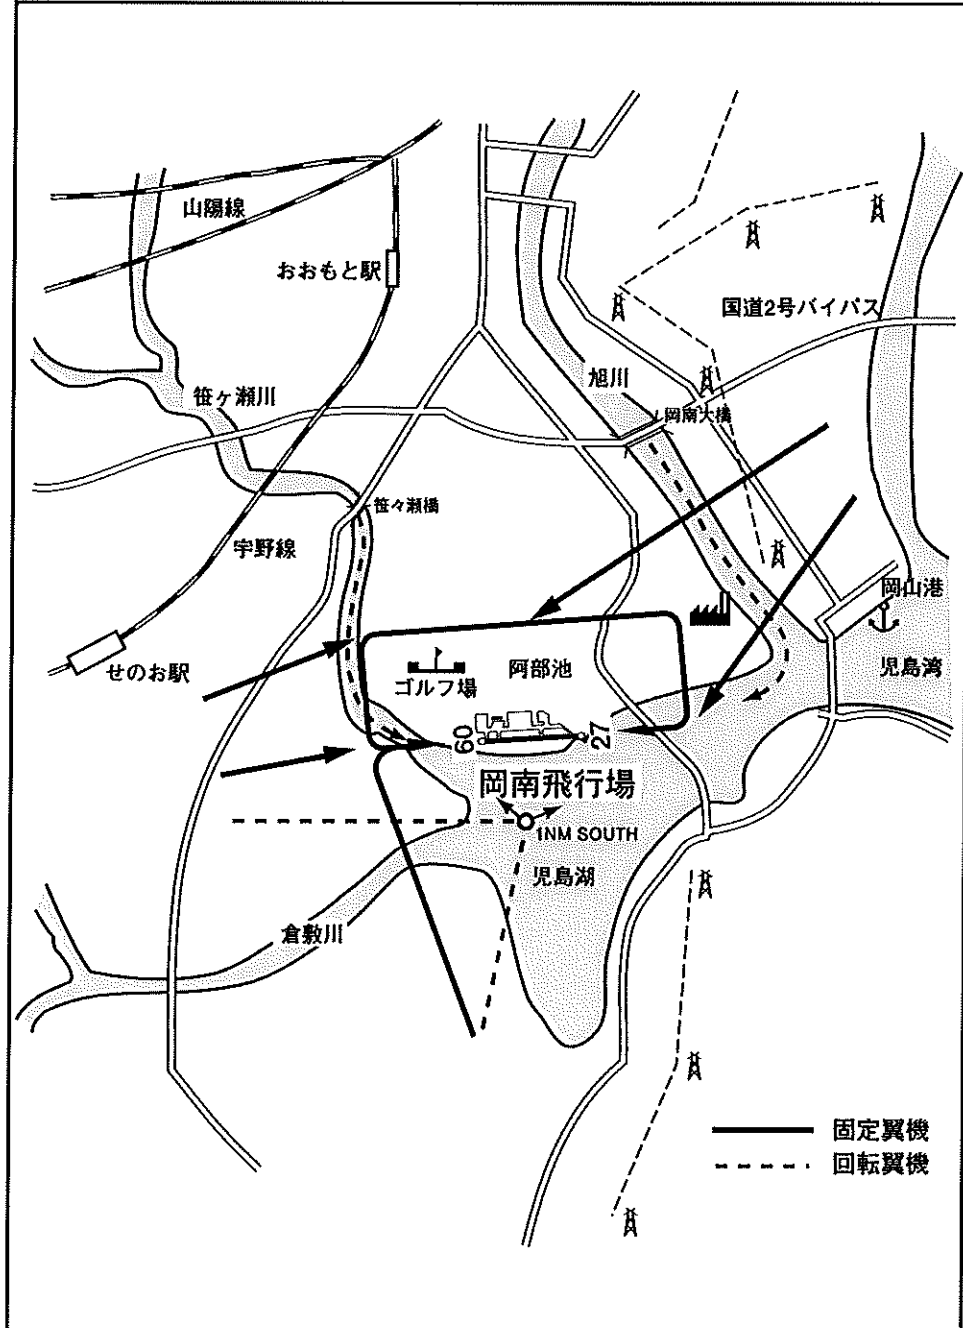 山陽線
おおもと駅
国道2号バイパス
旭川
笹ヶ瀬川
岡南大橋
笹々瀬橋
宇野線
岡山港
せのお駅
ゴルフ場
阿部池
児島湾
09
27
岡南飛行場
1NM SOUTH
児島湖
倉敷川
固定翼機
回転翼機